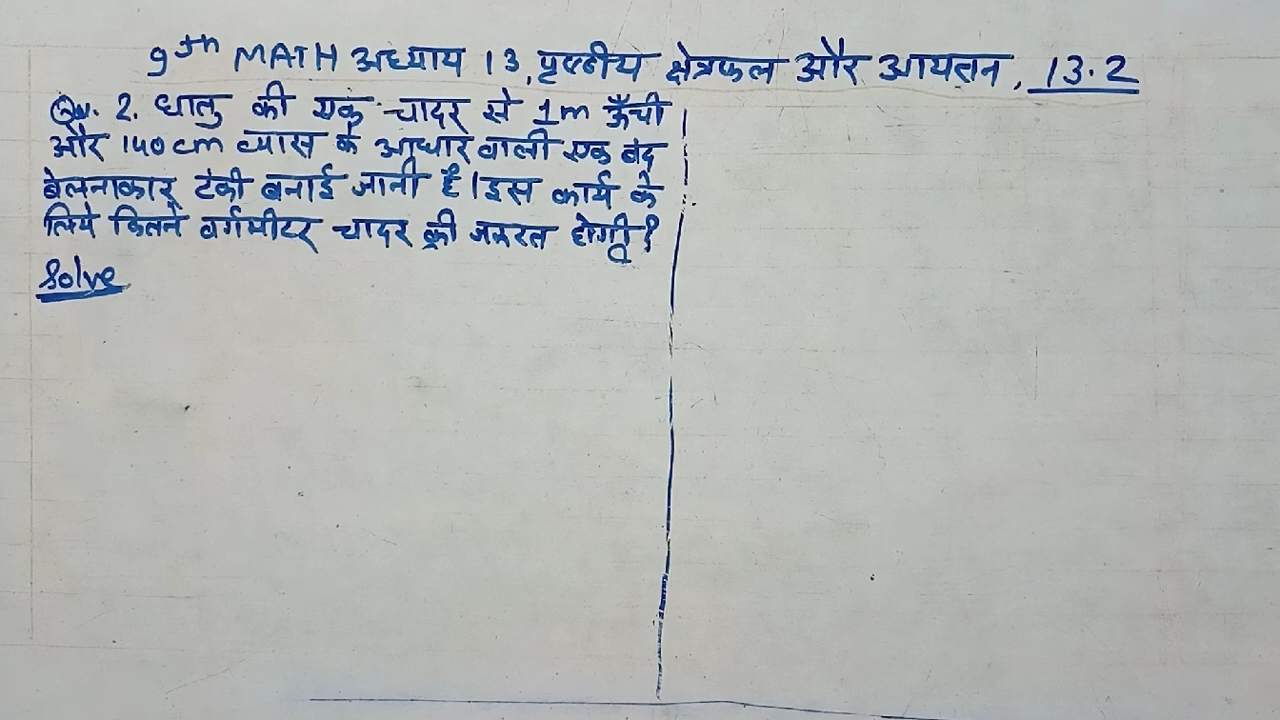 9th MATH अध्याय 13, पृष्ठीय क्षेत्रफल और आयतन, 13.2
Qu. 2. धातु की एक चादर से 1m ऊँची
और 140 cm व्यास के आधार वाली एक बंद
बेलनाकार टंकी बनाई जानी है। इस कार्य के
लिये कितने वर्गमीटर चादर की जरूरत होगी?
Solve